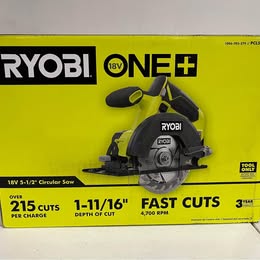 RYOBI 18V ONE+
RYOBI
18V 5-1/2" Circular Saw
TOOL
ONLY
OVER
215 CUTS
PER CHARGE
1-11/16"
DEPTH OF CUT
FAST CUTS
4,700 RPM
3 YEAR